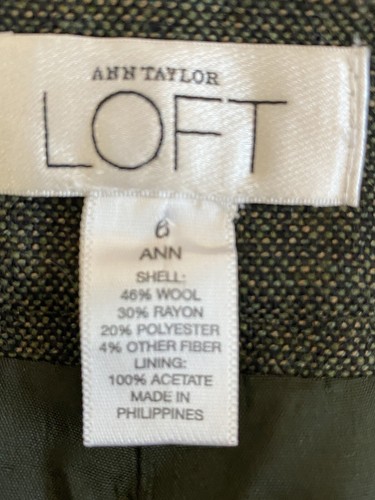 ANN TAYLOR
LOFT
6
ANN
SHELL:
46% WOOL
30% RAYON
20% POLYESTER
4% OTHER FIBER
LINING:
100% ACETATE
MADE IN
PHILIPPINES